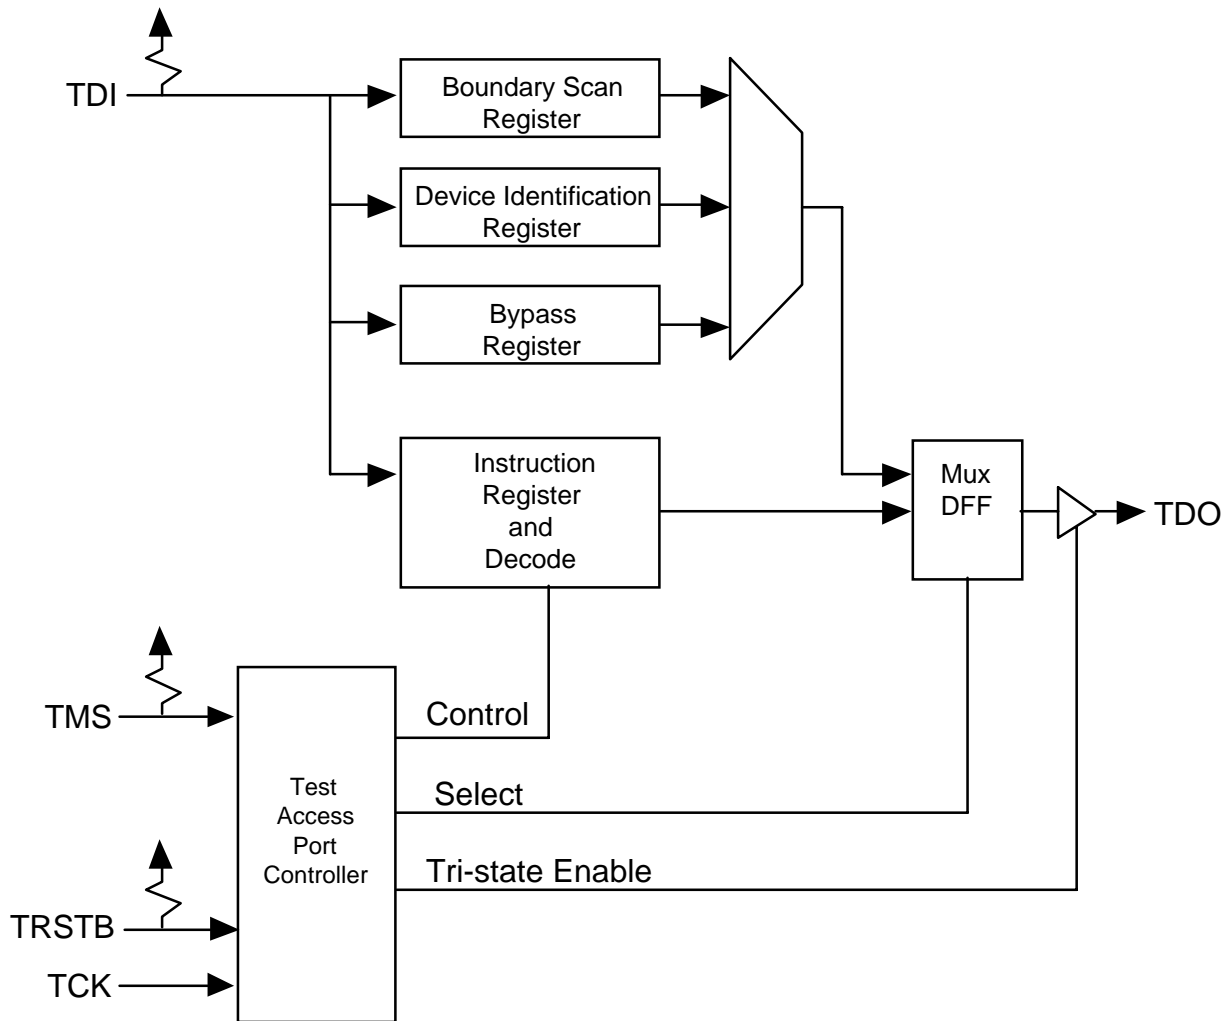 TDI
Boundary Scan
Register
Device Identification
Register
Bypass
Register
Instruction
Register
and
Decode
Mux
DFF
TDO
TMS
Control
Test
Access
Port
Controller
Select
Tri-state Enable
TRSTB
TCK